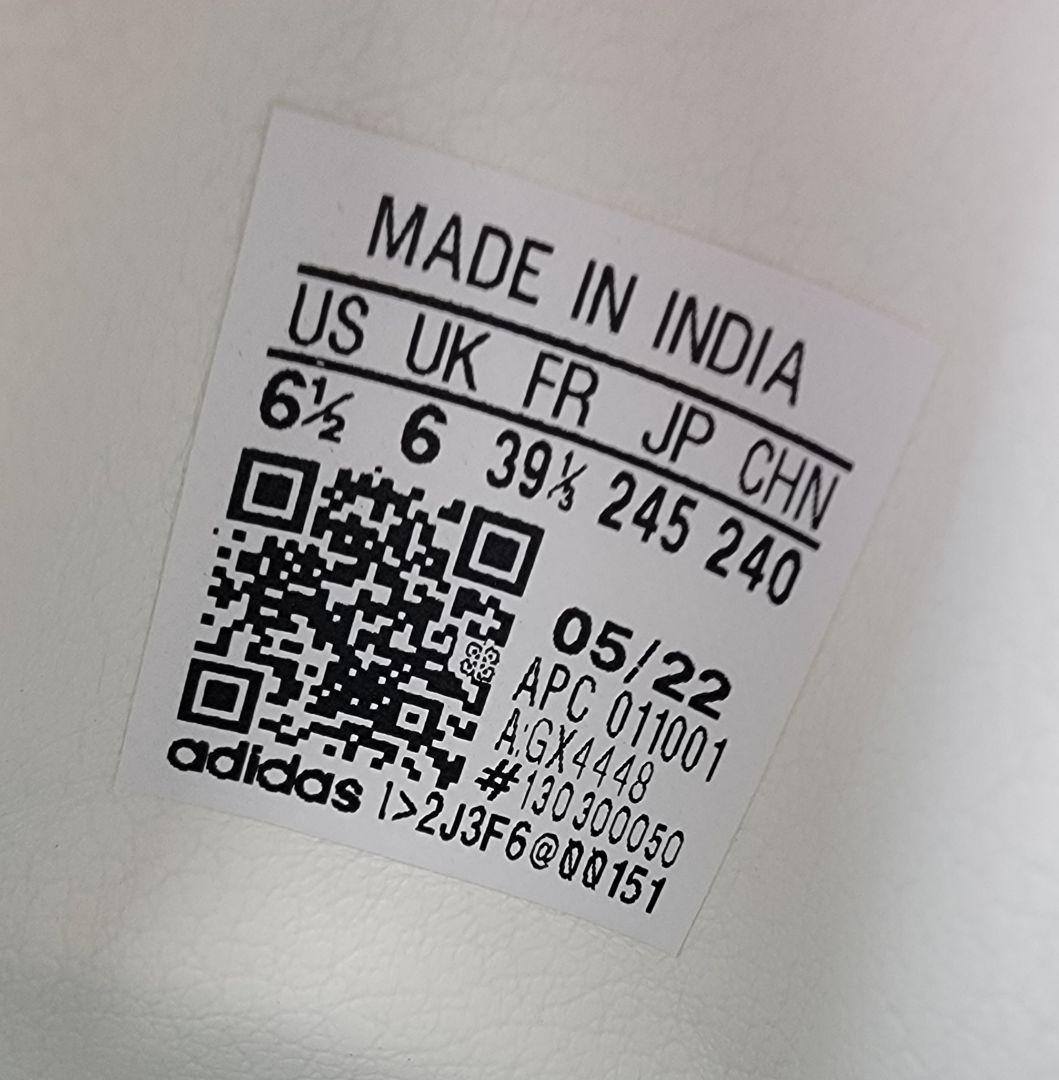 MADE IN INDIA
US UK FR JP CHN
6½ 6 39⅓ 245 240
05/22
APC 011001
A:GX4448
#130300050
adidas |>2J3F6@00151